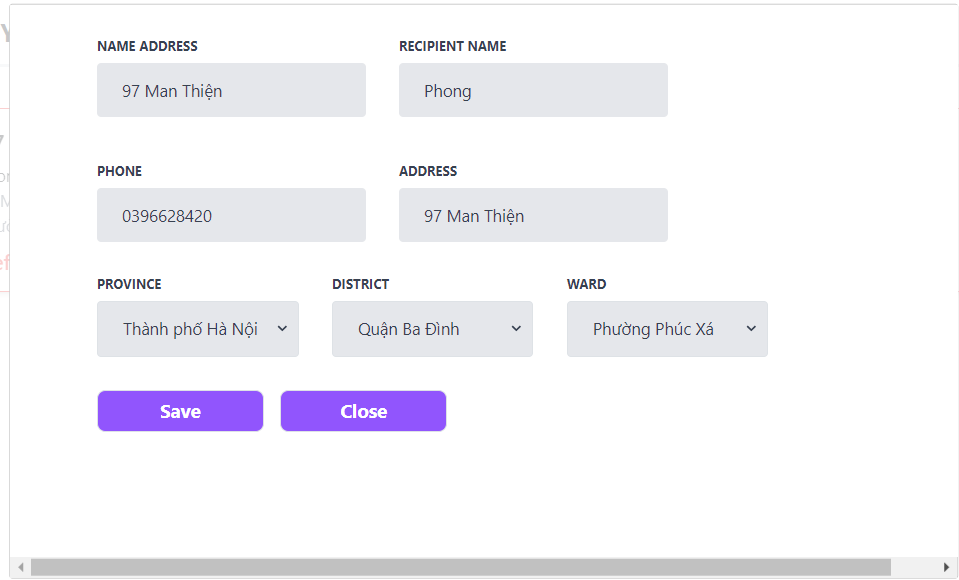 NAME ADDRESS
RECIPIENT NAME
97 Man Thiện
Phong
PHONE
ADDRESS
0396628420
97 Man Thiện
PROVINCE
DISTRICT
WARD
Thành phố Hà Nội
Quận Ba Đình
Phường Phúc Xá
Save
Close